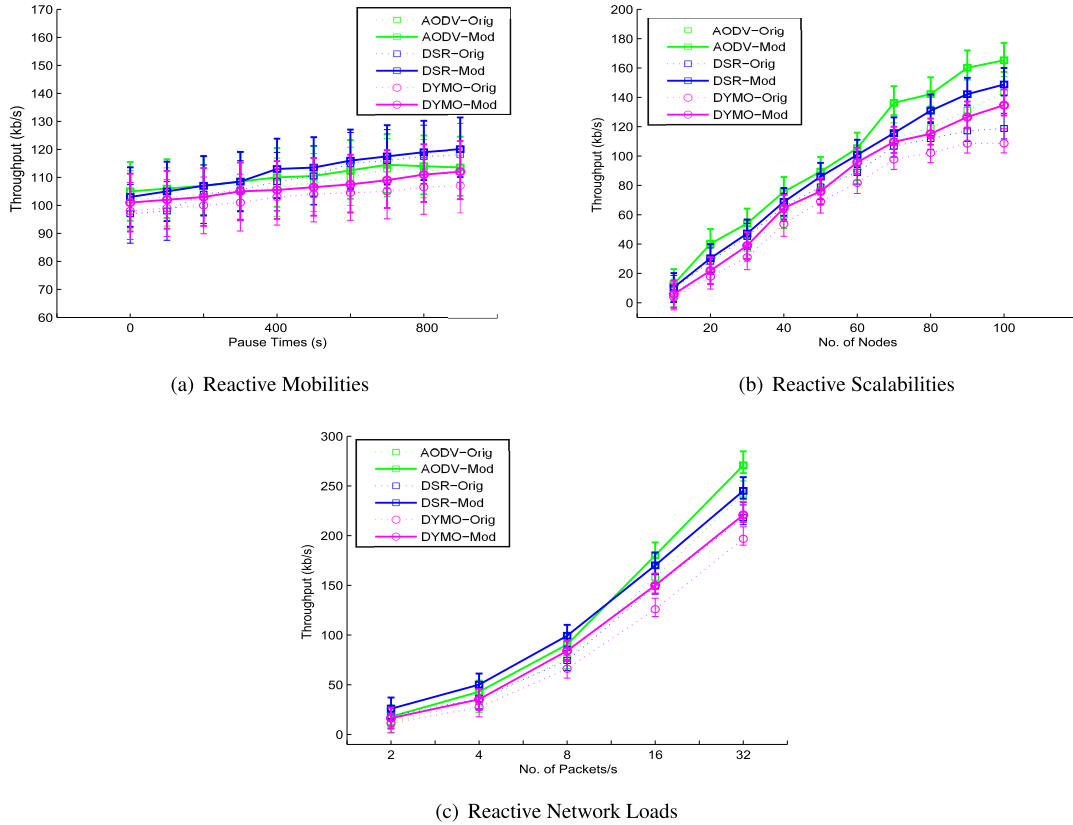 170
160
150
140
130
120
110
100
90
80
70
60
0
400
800
Throughput (kb/s)
Pause Times (s)
AODV−Orig
AODV−Mod
DSR−Orig
DSR−Mod
DYMO−Orig
DYMO−Mod
(a) Reactive Mobilities
200
180
160
140
120
100
80
60
40
20
0
20
40
60
80
100
Throughput (kb/s)
No. of Nodes
AODV−Orig
AODV−Mod
DSR−Orig
DSR−Mod
DYMO−Orig
DYMO−Mod
(b) Reactive Scalabilities
300
250
200
150
100
50
0
2
4
8
16
32
Throughput (kb/s)
No. of Packets/s
AODV−Orig
AODV−Mod
DSR−Orig
DSR−Mod
DYMO−Orig
DYMO−Mod
(c) Reactive Network Loads